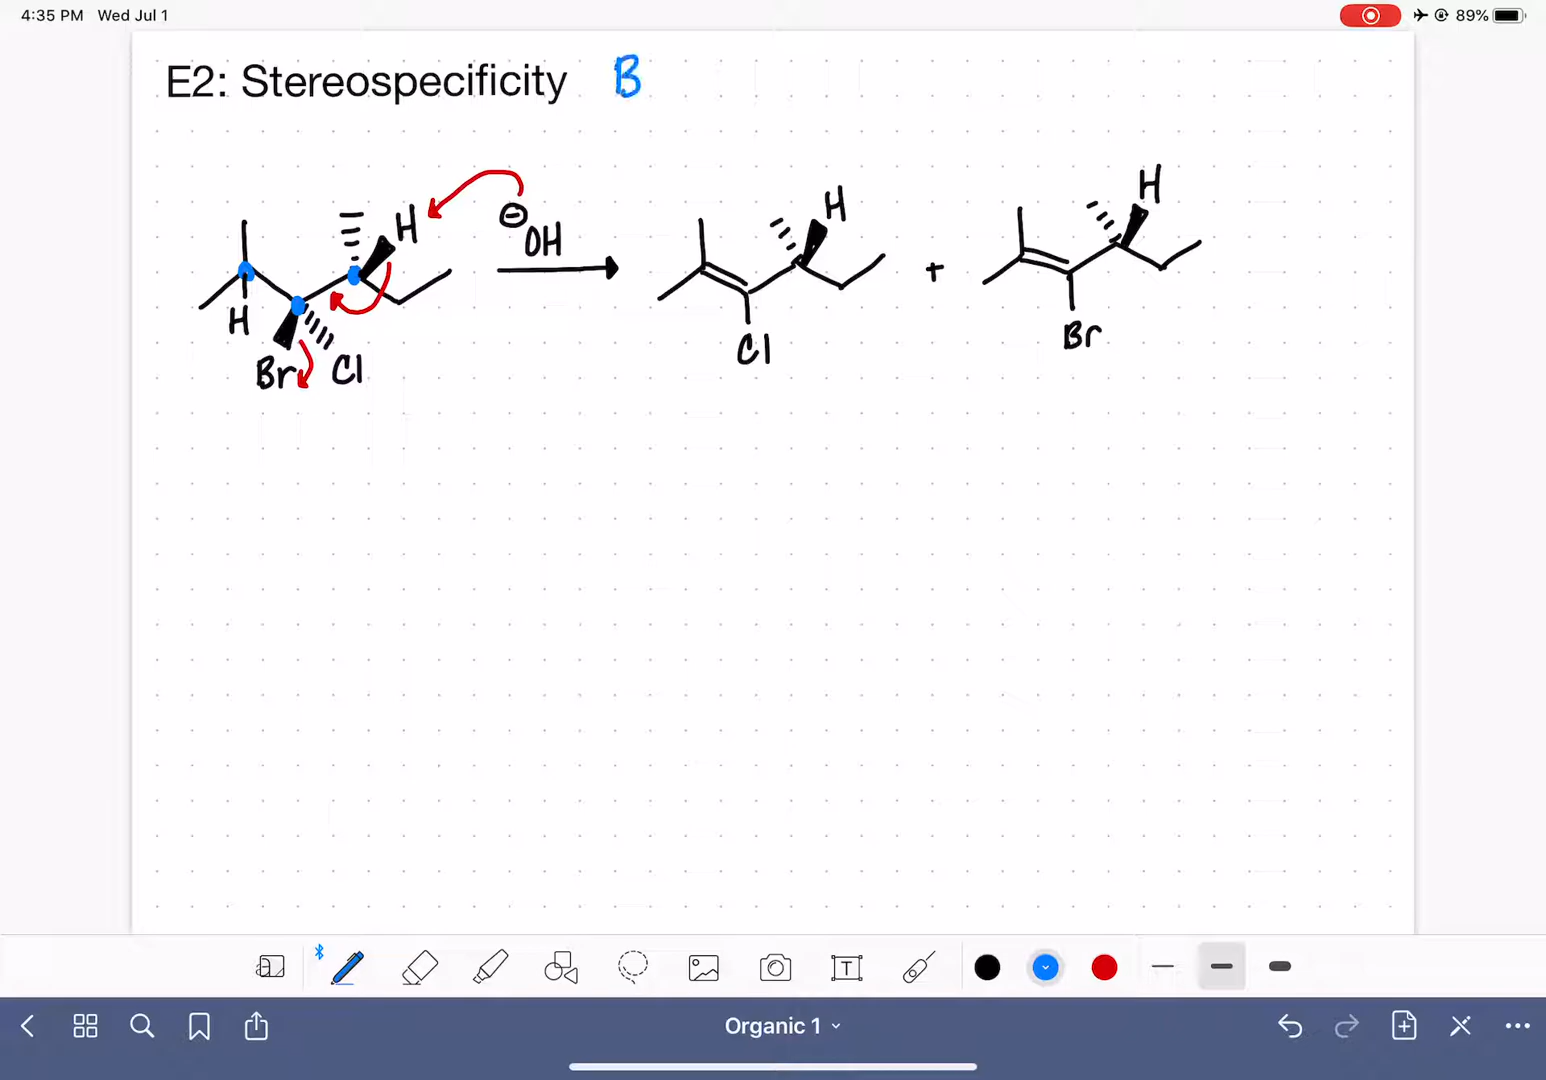 4:35 PM Wed Jul 1
89%
E2: Stereospecificity B
H
⊖
OH
H
Br Cl
H
Cl
+
H
Br
T
Organic 1